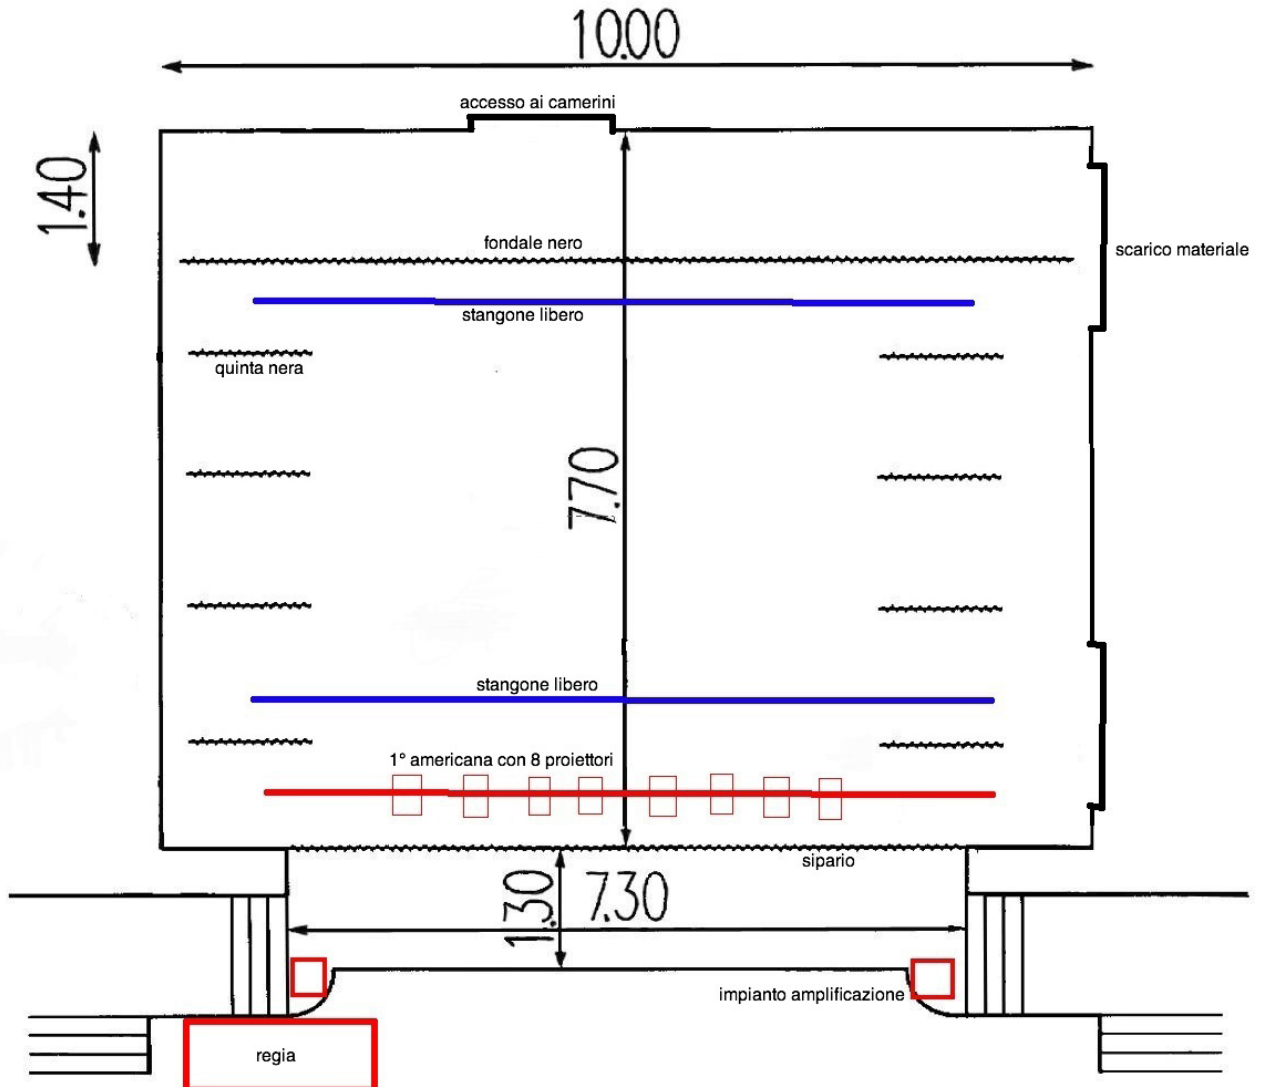 10.00
accesso ai camerini
1.40
fondale nero
scarico materiale
stangone libero
quinta nera
7.70
stangone libero
1° americana con 8 proiettori
sipario
1.30
7.30
impianto amplificazione
regia